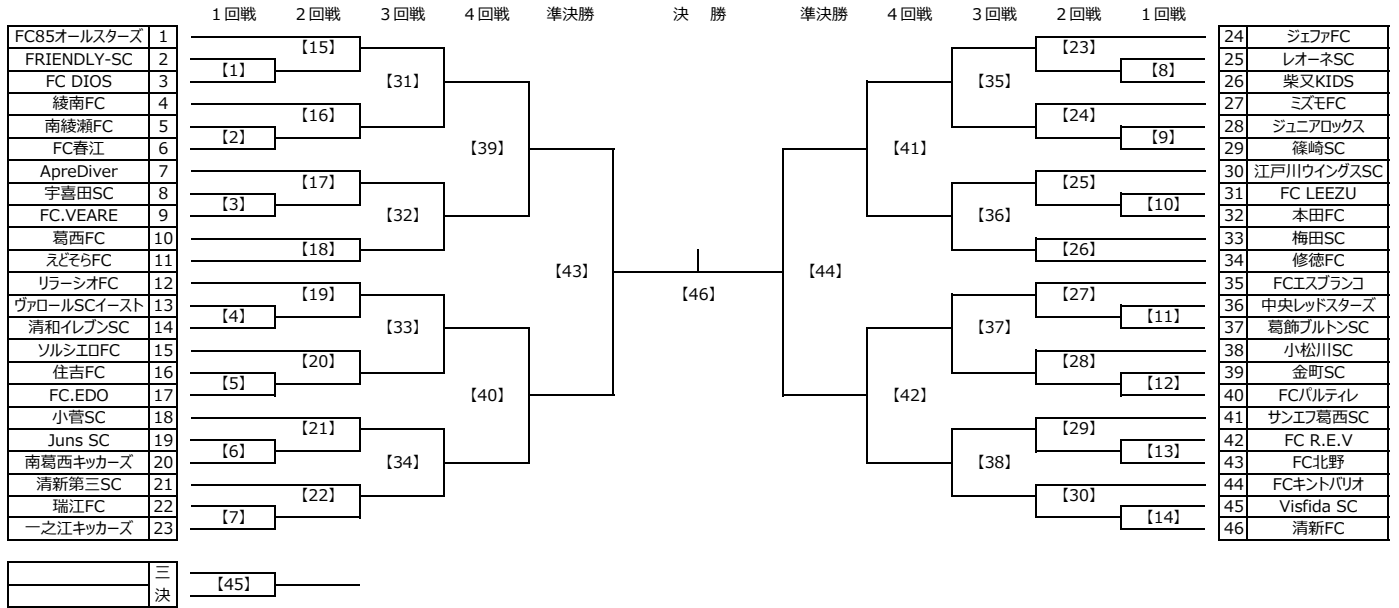 1回戦 2回戦 3回戦 4回戦 準決勝 決 勝 準決勝 4回戦 3回戦 2回戦 1回戦
FC85オールスターズ 1
FRIENDLY-SC 2
FC DIOS 3
綾南FC 4
南綾瀬FC 5
FC春江 6
ApreDiver 7
宇喜田SC 8
FC.VEARE 9
葛西FC 10
えどそらFC 11
リラーシオFC 12
ヴァロールSCイースト 13
清和イレブンSC 14
ソルシエロFC 15
住吉FC 16
FC.EDO 17
小菅SC 18
Juns SC 19
南葛西キッカーズ 20
清新第三SC 21
瑞江FC 22
一之江キッカーズ 23
【1】
【2】
【3】
【4】
【5】
【6】
【7】
【15】
【16】
【17】
【18】
【19】
【20】
【21】
【22】
【31】
【32】
【33】
【34】
【39】
【40】
【43】
【46】
【44】
【41】
【42】
【35】
【36】
【37】
【38】
【23】
【24】
【25】
【26】
【27】
【28】
【29】
【30】
【8】
【9】
【10】
【11】
【12】
【13】
【14】
24 ジェファFC
25 レオーネSC
26 柴又KIDS
27 ミズモFC
28 ジュニアロックス
29 篠崎SC
30 江戸川ウイングスSC
31 FC LEEZU
32 本田FC
33 梅田SC
34 修徳FC
35 FCエスブランコ
36 中央レッドスターズ
37 葛飾ブルトンSC
38 小松川SC
39 金町SC
40 FCパルティレ
41 サンエフ葛西SC
42 FC R.E.V
43 FC北野
44 FCキントバリオ
45 Visfida SC
46 清新FC
三
決
【45】